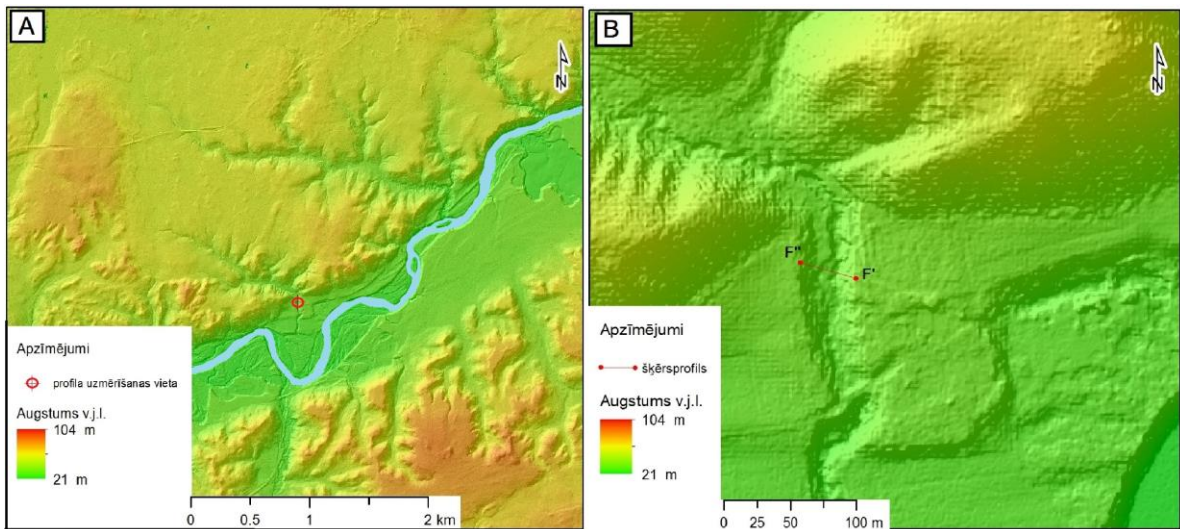 A
N
Apzīmējumi
profila uzmērīšanas vieta
Augstums v.j.l.
104 m
21 m
0 0.5 1 2 km
B
N
F" F'
Apzīmējumi
šķērsprofils
Augstums v.j.l.
104 m
21 m
0 25 50 100 m